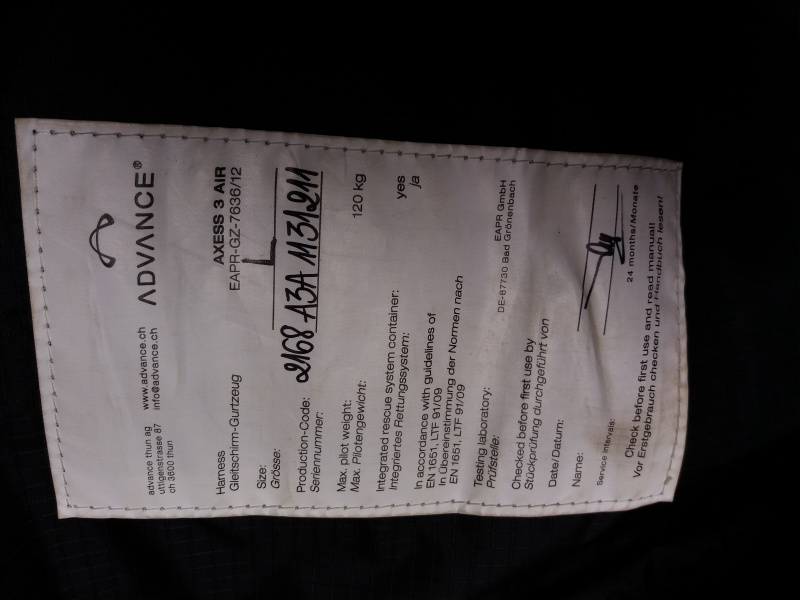 advance thun ag www.advance.ch
uttigenstrasse 87 info@advance.ch
ch 3600 thun
ADVANCE®
Harness AXESS 3 AIR
Gleitschirm-Gurtzeug EAPR-GZ-7636/12
Size: L
Grösse:
Production-Code: 2168 A3A M31211
Seriennummer:
Max. pilot weight: 120 kg
Max. Pilotengewicht:
Integrated rescue system container: yes
Integriertes Rettungssystem: ja
In accordance with guidelines of
EN 1651, LTF 91/09
In Übereinstimmung der Normen nach
EN 1651, LTF 91/09
Testing laboratory: EAPR GmbH
Prüfstelle: DE-87730 Bad Grönenbach
Checked before first use by
Stückprüfung durchgeführt von
Date/Datum:
Name:
Service intervals: 24 months/Monate
Check before first use and read manual!
Vor Erstgebrauch checken und Handbuch lesen!